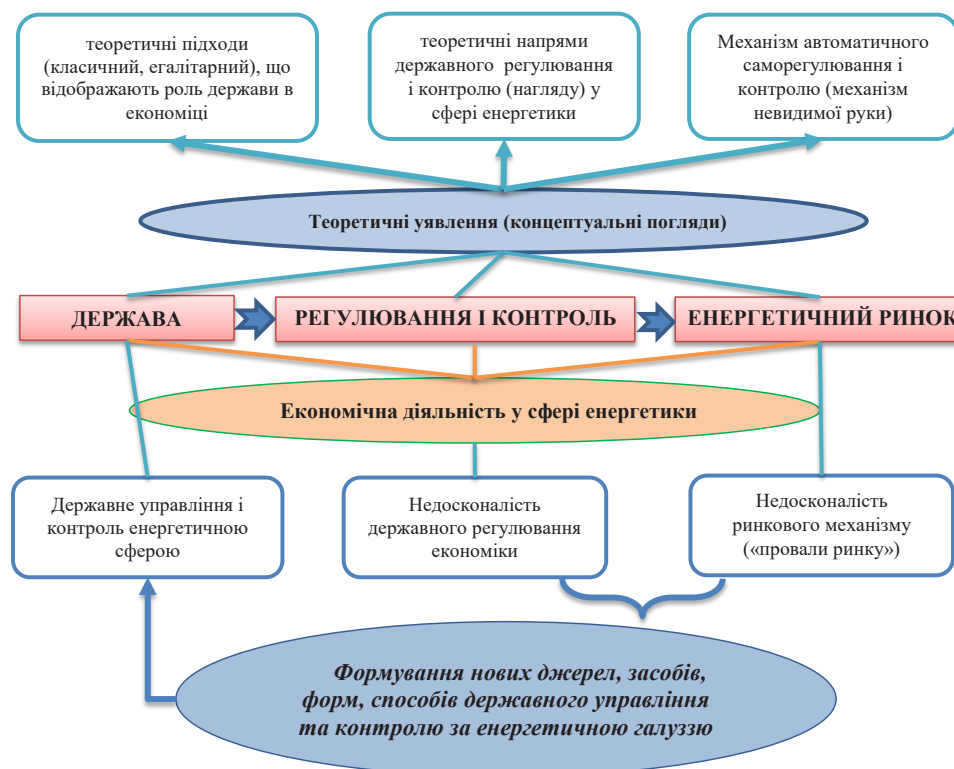 теоретичні підходи
(класичний, егалітарний), що
відображають роль держави в
економіці
теоретичні напрями
державного регулювання
і контролю (нагляду) у
сфері енергетики
Механізм автоматичного
саморегулювання і
контролю (механізм
невидимої руки)
Теоретичні уявлення (концептуальні погляди)
ДЕРЖАВА
РЕГУЛЮВАННЯ І КОНТРОЛЬ
ЕНЕРГЕТИЧНИЙ РИНОК
Економічна діяльність у сфері енергетики
Державне управління і
контроль енергетичною
сферою
Недосконалість
державного регулювання
економіки
Недосконалість
ринкового механізму
(«провали ринку»)
Формування нових джерел, засобів,
форм, способів державного управління
та контролю за енергетичною галуззю